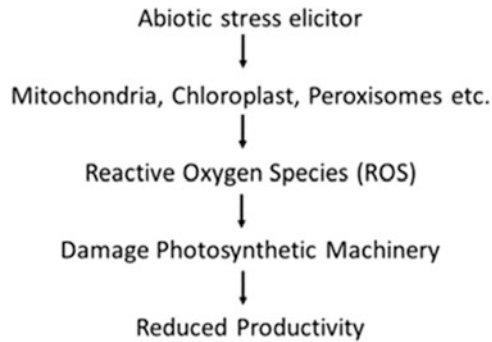 Abiotic stress elicitor
Mitochondria, Chloroplast, Peroxisomes etc.
Reactive Oxygen Species (ROS)
Damage Photosynthetic Machinery
Reduced Productivity